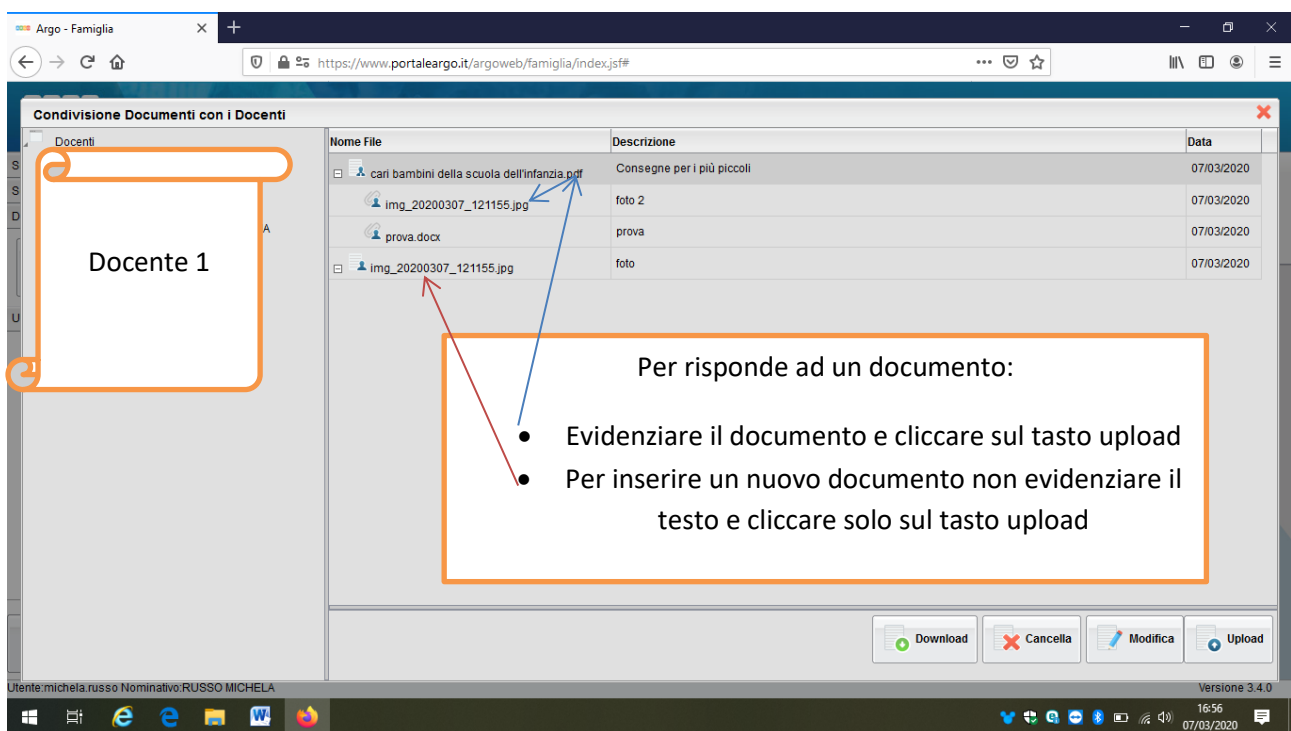 Argo - Famiglia
https://www.portaleargo.it/argoweb/famiglia/index.jsf#
Condivisione Documenti con i Docenti
Docenti
Nome File Descrizione Data
cari bambini della scuola dell'infanzia.pdf Consegne per i più piccoli 07/03/2020
img_20200307_121155.jpg foto 2 07/03/2020
prova.docx prova 07/03/2020
img_20200307_121155.jpg foto 07/03/2020
S
S
D
A
U
Docente 1
1
Per risponde ad un documento:
• Evidenziare il documento e cliccare sul tasto upload
• Per inserire un nuovo documento non evidenziare il
testo e cliccare solo sul tasto upload
Download Cancella Modifica Upload
Utente:michela.russo Nominativo:RUSSO MICHELA Versione 3.4.0
16:56
07/03/2020